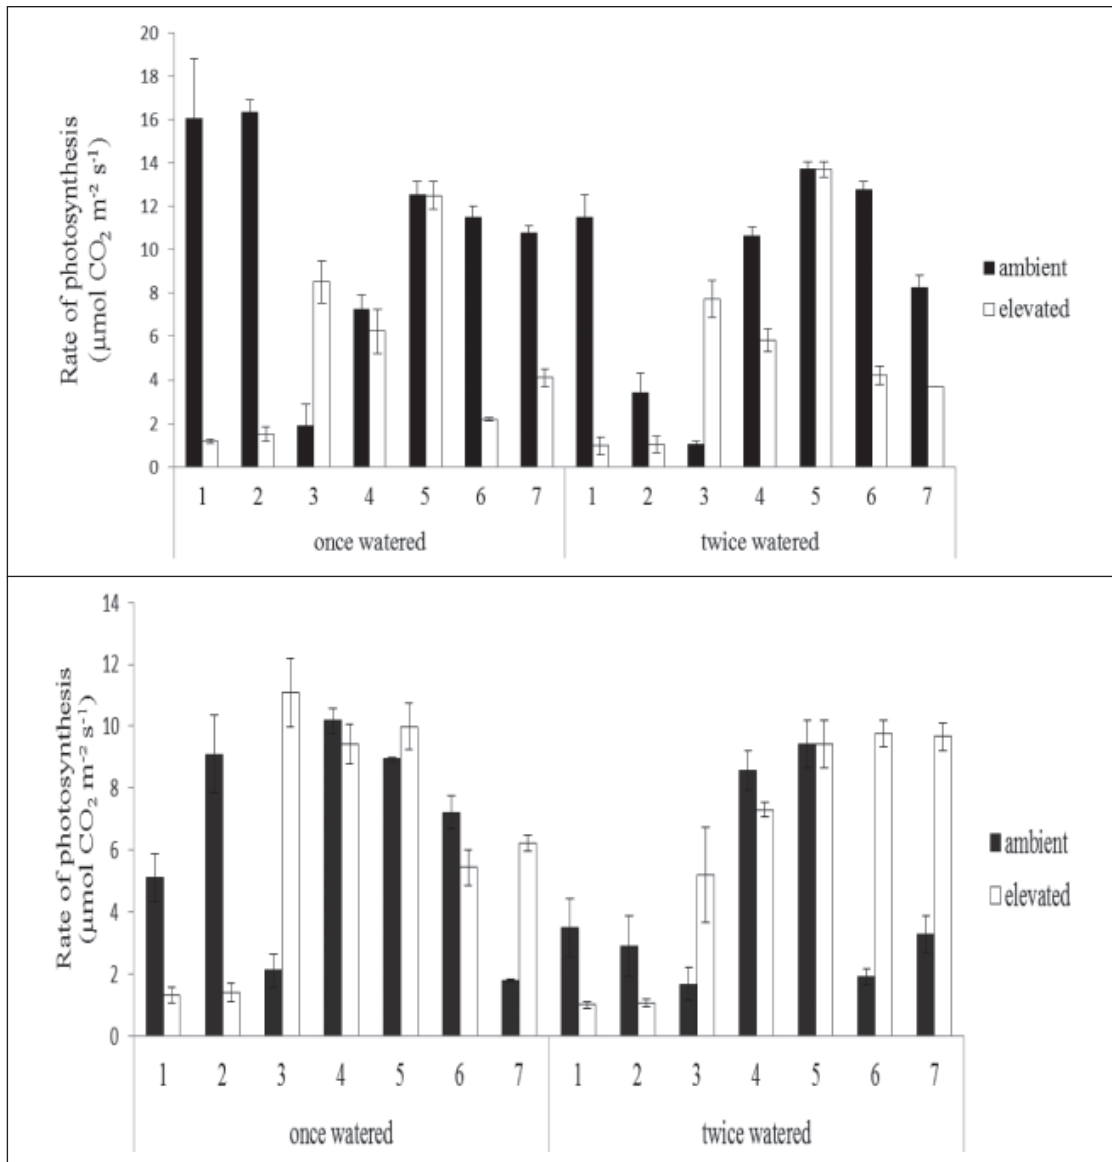 20
18
16
14
12
10
8
6
4
2
0
Rate of photosynthesis
(μmol CO₂ m⁻² s⁻¹)
1 2 3 4 5 6 7 1 2 3 4 5 6 7
once watered twice watered
ambient
elevated
14
12
10
8
6
4
2
0
Rate of photosynthesis
(μmol CO₂ m⁻² s⁻¹)
1 2 3 4 5 6 7 1 2 3 4 5 6 7
once watered twice watered
ambient
elevated